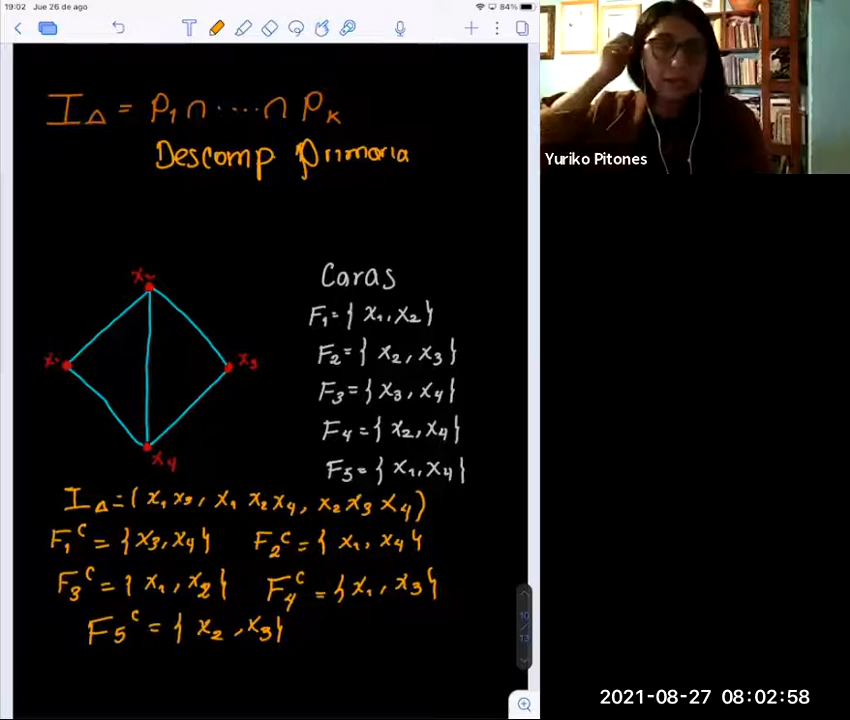 19:02 Jue 26 de ago 84%
I_Δ = P₁ ∩ ..... ∩ P_K
Descomp primaria
Yuriko Pitones
x₂
x₃
x₄
Caras
F₁ = { x₁, x₂ }
F₂ = { x₂, x₃ }
F₃ = { x₃, x₄ }
F₄ = { x₂, x₄ }
F₅ = { x₁, x₄ }
I_Δ = ( x₁ x₃, x₁ x₂ x₄, x₂ x₃ x₄ )
F₁ᶜ = { x₃, x₄ } F₂ᶜ = { x₁, x₄ }
F₃ᶜ = { x₁, x₂ } F₄ᶜ = { x₁, x₃ }
F₅ᶜ = { x₂, x₃ }
10
13
2021-08-27 08:02:58